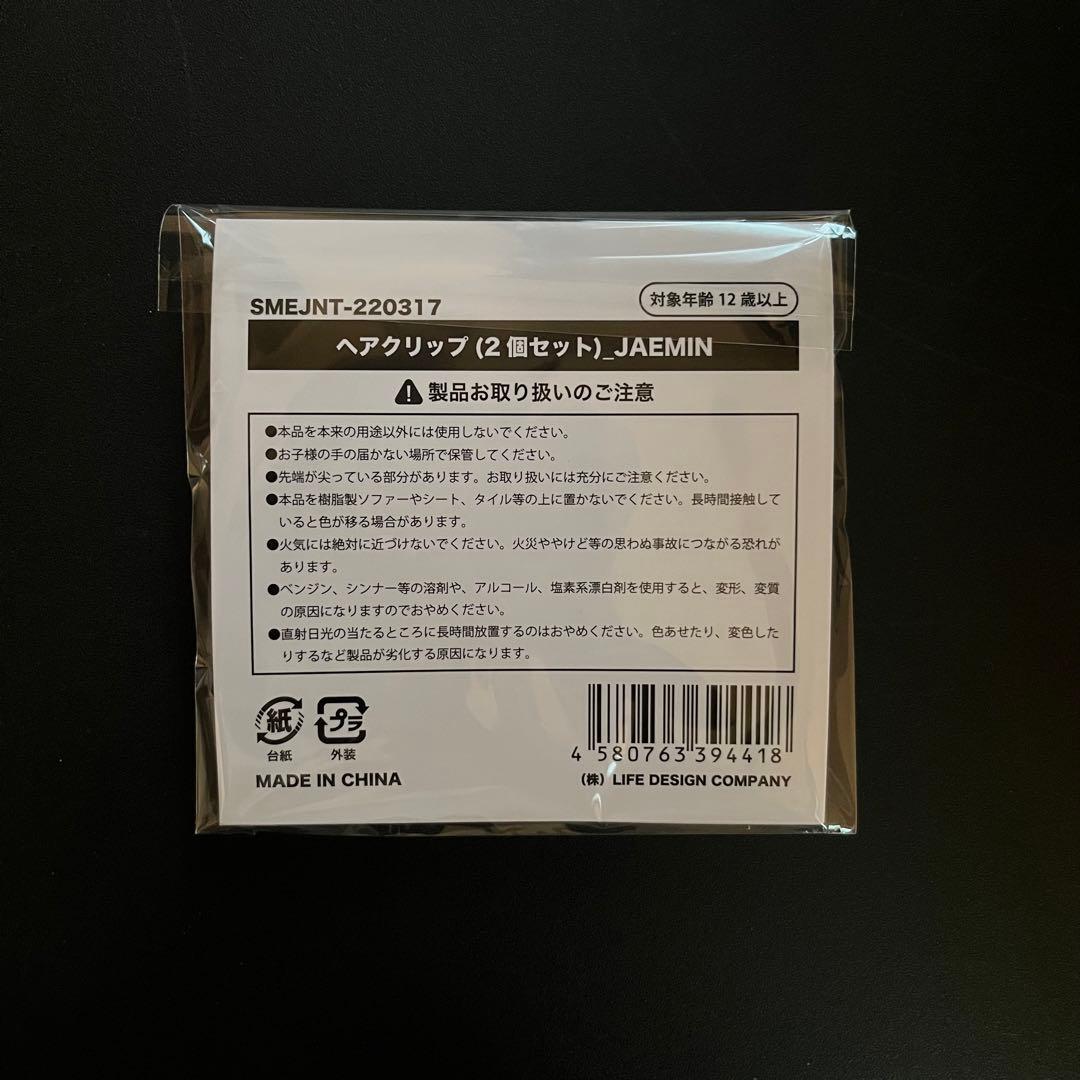 SMEJNT-220317
対象年齢 12 歳以上
ヘアクリップ (2 個セット)_JAEMIN
製品お取り扱いのご注意
●本品を本来の用途以外には使用しないでください。
●お子様の手の届かない場所で保管してください。
●先端が尖っている部分があります。お取り扱いには充分にご注意ください。
●本品を樹脂製ソファーやシート、タイル等の上に置かないでください。長時間接触して
いると色が移る場合があります。
●火気には絶対に近づけないでください。火災ややけど等の思わぬ事故につながる恐れが
あります。
●ベンジン、シンナー等の溶剤や、アルコール、塩素系漂白剤を使用すると、変形、変質
の原因になりますのでおやめください。
●直射日光の当たるところに長時間放置するのはおやめください。色あせたり、変色した
りするなど製品が劣化する原因になります。
紙
プラ
台紙
外装
4 580763 394418
MADE IN CHINA
(株) LIFE DESIGN COMPANY